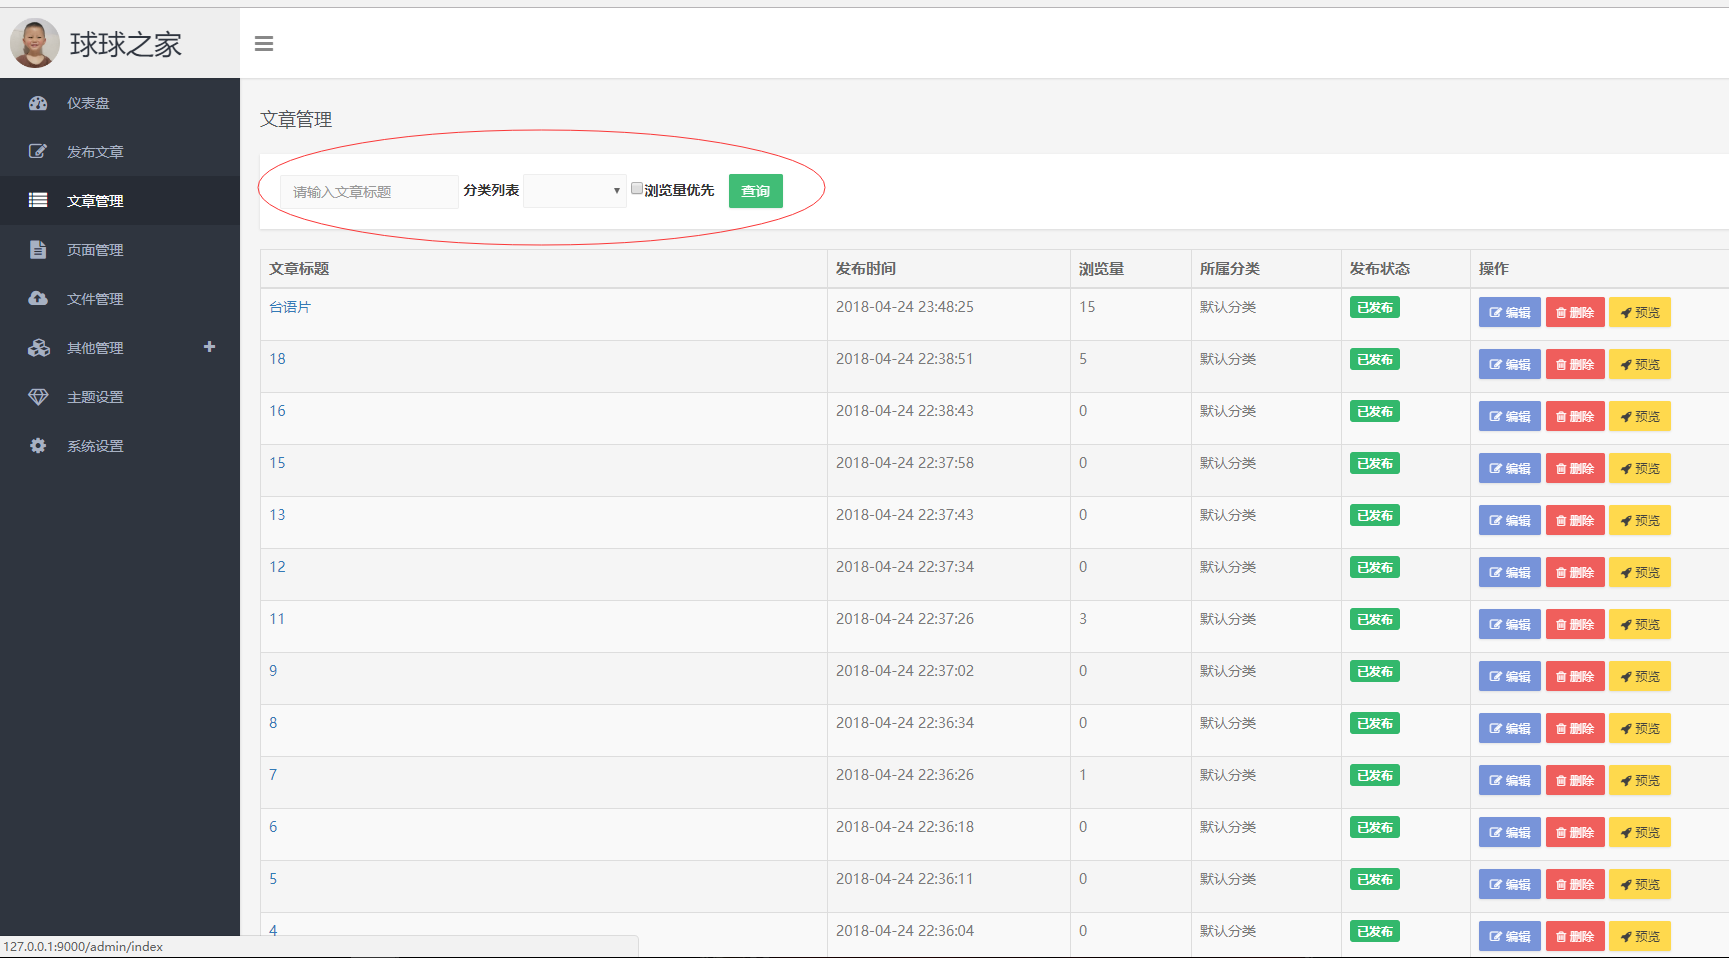 球球之家
仪表盘
发布文章
文章管理
页面管理
文件管理
其他管理
主题设置
系统设置
文章管理
请输入文章标题 分类列表 浏览量优先 查询
文章标题 发布时间 浏览量 所属分类 发布状态 操作
台语片 2018-04-24 23:48:25 15 默认分类 已发布 编辑 删除 预览
18 2018-04-24 22:38:51 5 默认分类 已发布 编辑 删除 预览
16 2018-04-24 22:38:43 0 默认分类 已发布 编辑 删除 预览
15 2018-04-24 22:37:58 0 默认分类 已发布 编辑 删除 预览
13 2018-04-24 22:37:43 0 默认分类 已发布 编辑 删除 预览
12 2018-04-24 22:37:34 0 默认分类 已发布 编辑 删除 预览
11 2018-04-24 22:37:26 3 默认分类 已发布 编辑 删除 预览
9 2018-04-24 22:37:02 0 默认分类 已发布 编辑 删除 预览
8 2018-04-24 22:36:34 0 默认分类 已发布 编辑 删除 预览
7 2018-04-24 22:36:26 1 默认分类 已发布 编辑 删除 预览
6 2018-04-24 22:36:18 0 默认分类 已发布 编辑 删除 预览
5 2018-04-24 22:36:11 0 默认分类 已发布 编辑 删除 预览
4 2018-04-24 22:36:04 0 默认分类 已发布 编辑 删除 预览
127.0.0.1:9000/admin/index